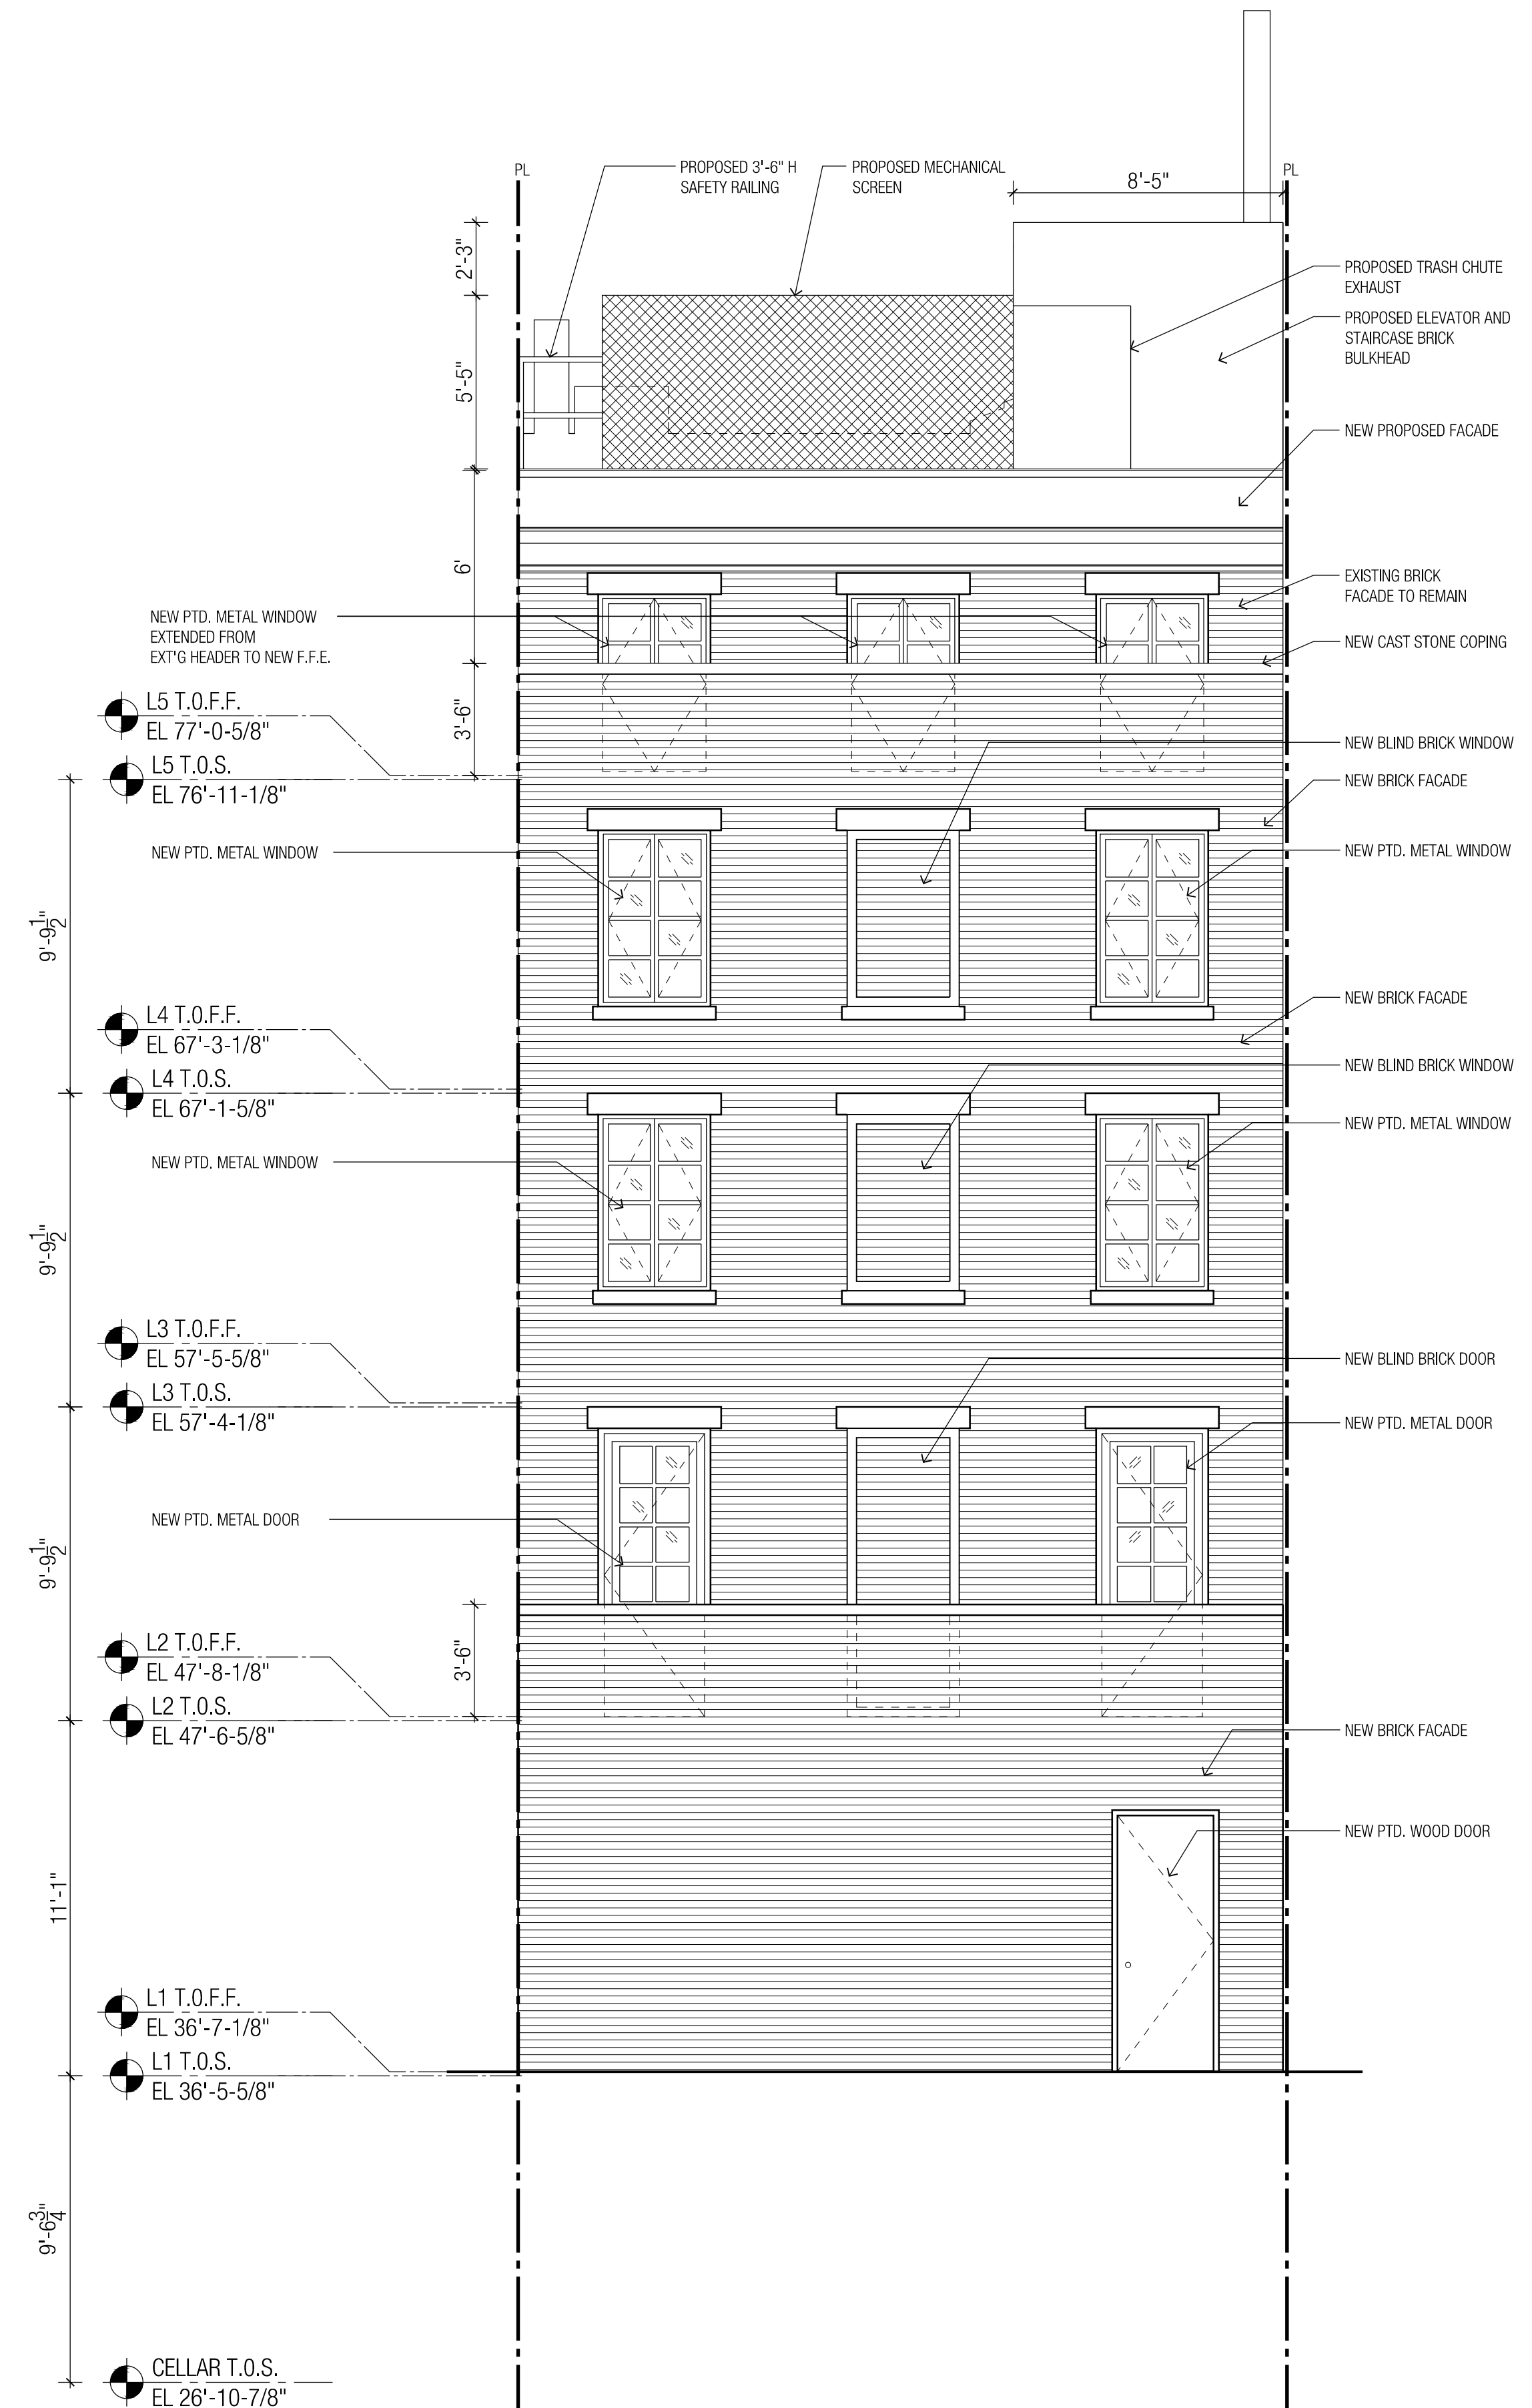 PL
PL
PROPOSED 3'-6" H
SAFETY RAILING
PROPOSED MECHANICAL
SCREEN
8'-5"
2'-3"
5'-5"
6'
3'-6"
PROPOSED TRASH CHUTE
EXHAUST
PROPOSED ELEVATOR AND
STAIRCASE BRICK
BULKHEAD
NEW PROPOSED FACADE
EXISTING BRICK
FACADE TO REMAIN
NEW CAST STONE COPING
NEW PTD. METAL WINDOW
EXTENDED FROM
EXT'G HEADER TO NEW F.F.E.
L5 T.O.F.F.
EL 77'-0-5/8"
L5 T.O.S.
EL 76'-11-1/8"
NEW BLIND BRICK WINDOW
NEW BRICK FACADE
NEW PTD. METAL WINDOW
NEW PTD. METAL WINDOW
9'-9 1/2"
L4 T.O.F.F.
EL 67'-3-1/8"
L4 T.O.S.
EL 67'-1-5/8"
NEW BRICK FACADE
NEW BLIND BRICK WINDOW
NEW PTD. METAL WINDOW
NEW PTD. METAL WINDOW
9'-9 1/2"
L3 T.O.F.F.
EL 57'-5-5/8"
L3 T.O.S.
EL 57'-4-1/8"
NEW BLIND BRICK DOOR
NEW PTD. METAL DOOR
NEW PTD. METAL DOOR
9'-9 1/2"
3'-6"
L2 T.O.F.F.
EL 47'-8-1/8"
L2 T.O.S.
EL 47'-6-5/8"
NEW BRICK FACADE
NEW PTD. WOOD DOOR
11'-1"
L1 T.O.F.F.
EL 36'-7-1/8"
L1 T.O.S.
EL 36'-5-5/8"
9'-6 3/4"
CELLAR T.O.S.
EL 26'-10-7/8"